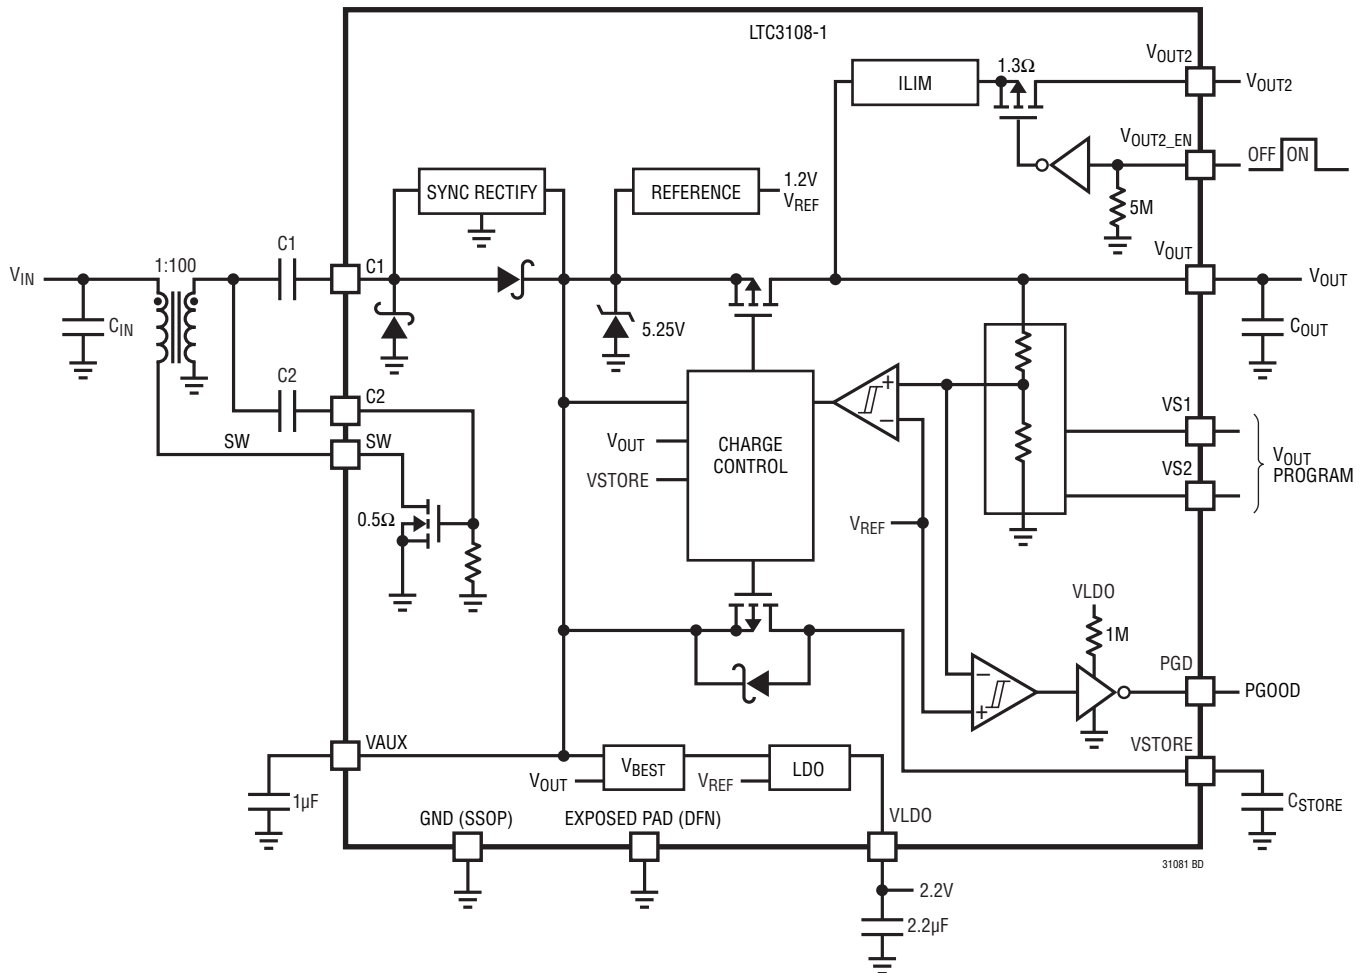 LTC3108-1
VOUT2
1.3Ω
ILIM
VOUT2
VOUT2_EN
OFF ON
SYNC RECTIFY
REFERENCE
1.2V
VREF
5M
VOUT
C1
1:100
C1
VIN
VOUT
CIN
5.25V
COUT
C2
C2
+
−
VS1
SW
SW
VOUT
CHARGE
CONTROL
VS2
VOUT
PROGRAM
VSTORE
0.5Ω
VREF
VLDO
1M
PGD
−
+
PGOOD
VAUX
VSTORE
VBEST
LDO
VOUT
VREF
1µF
CSTORE
GND (SSOP)
EXPOSED PAD (DFN)
VLDO
31081 BD
2.2V
2.2µF